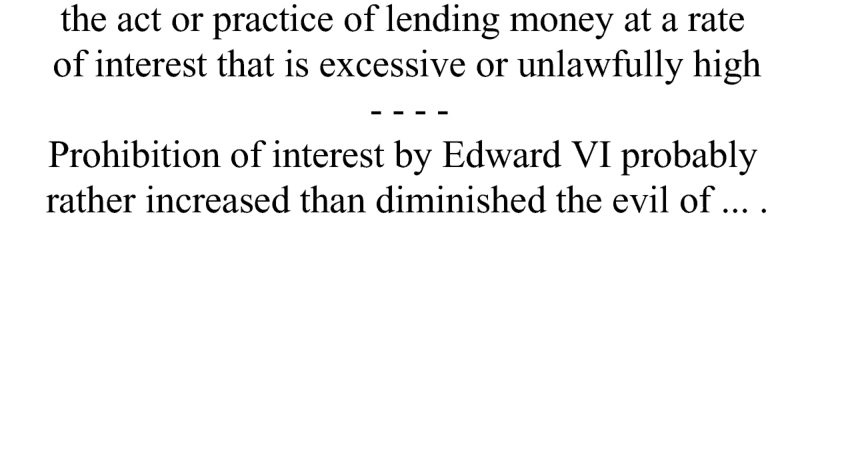 the act or practice of lending money at a rate
of interest that is excessive or unlawfully high
- - - -
Prohibition of interest by Edward VI probably
rather increased than diminished the evil of ... .